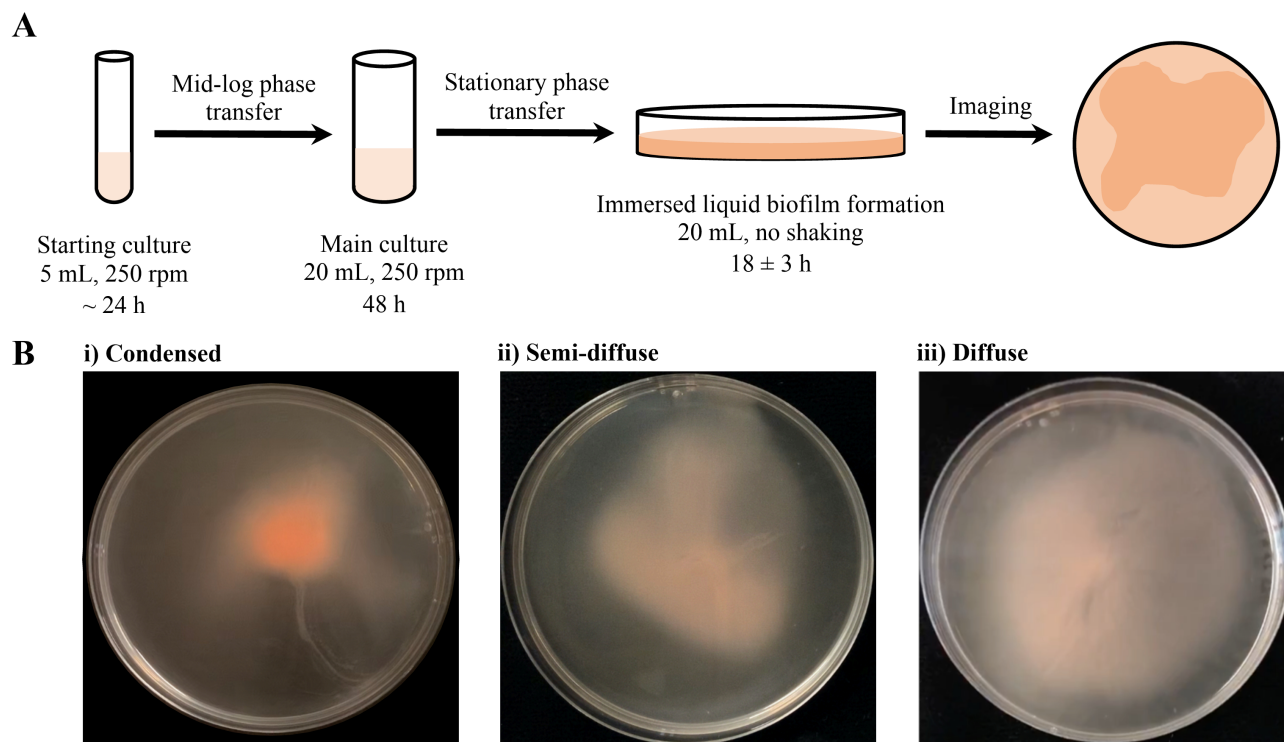 A
Mid-log phase
transfer
Stationary phase
transfer
Imaging
Starting culture
5 mL, 250 rpm
~ 24 h
Main culture
20 mL, 250 rpm
48 h
Immersed liquid biofilm formation
20 mL, no shaking
18 ± 3 h
B
i) Condensed
ii) Semi-diffuse
iii) Diffuse